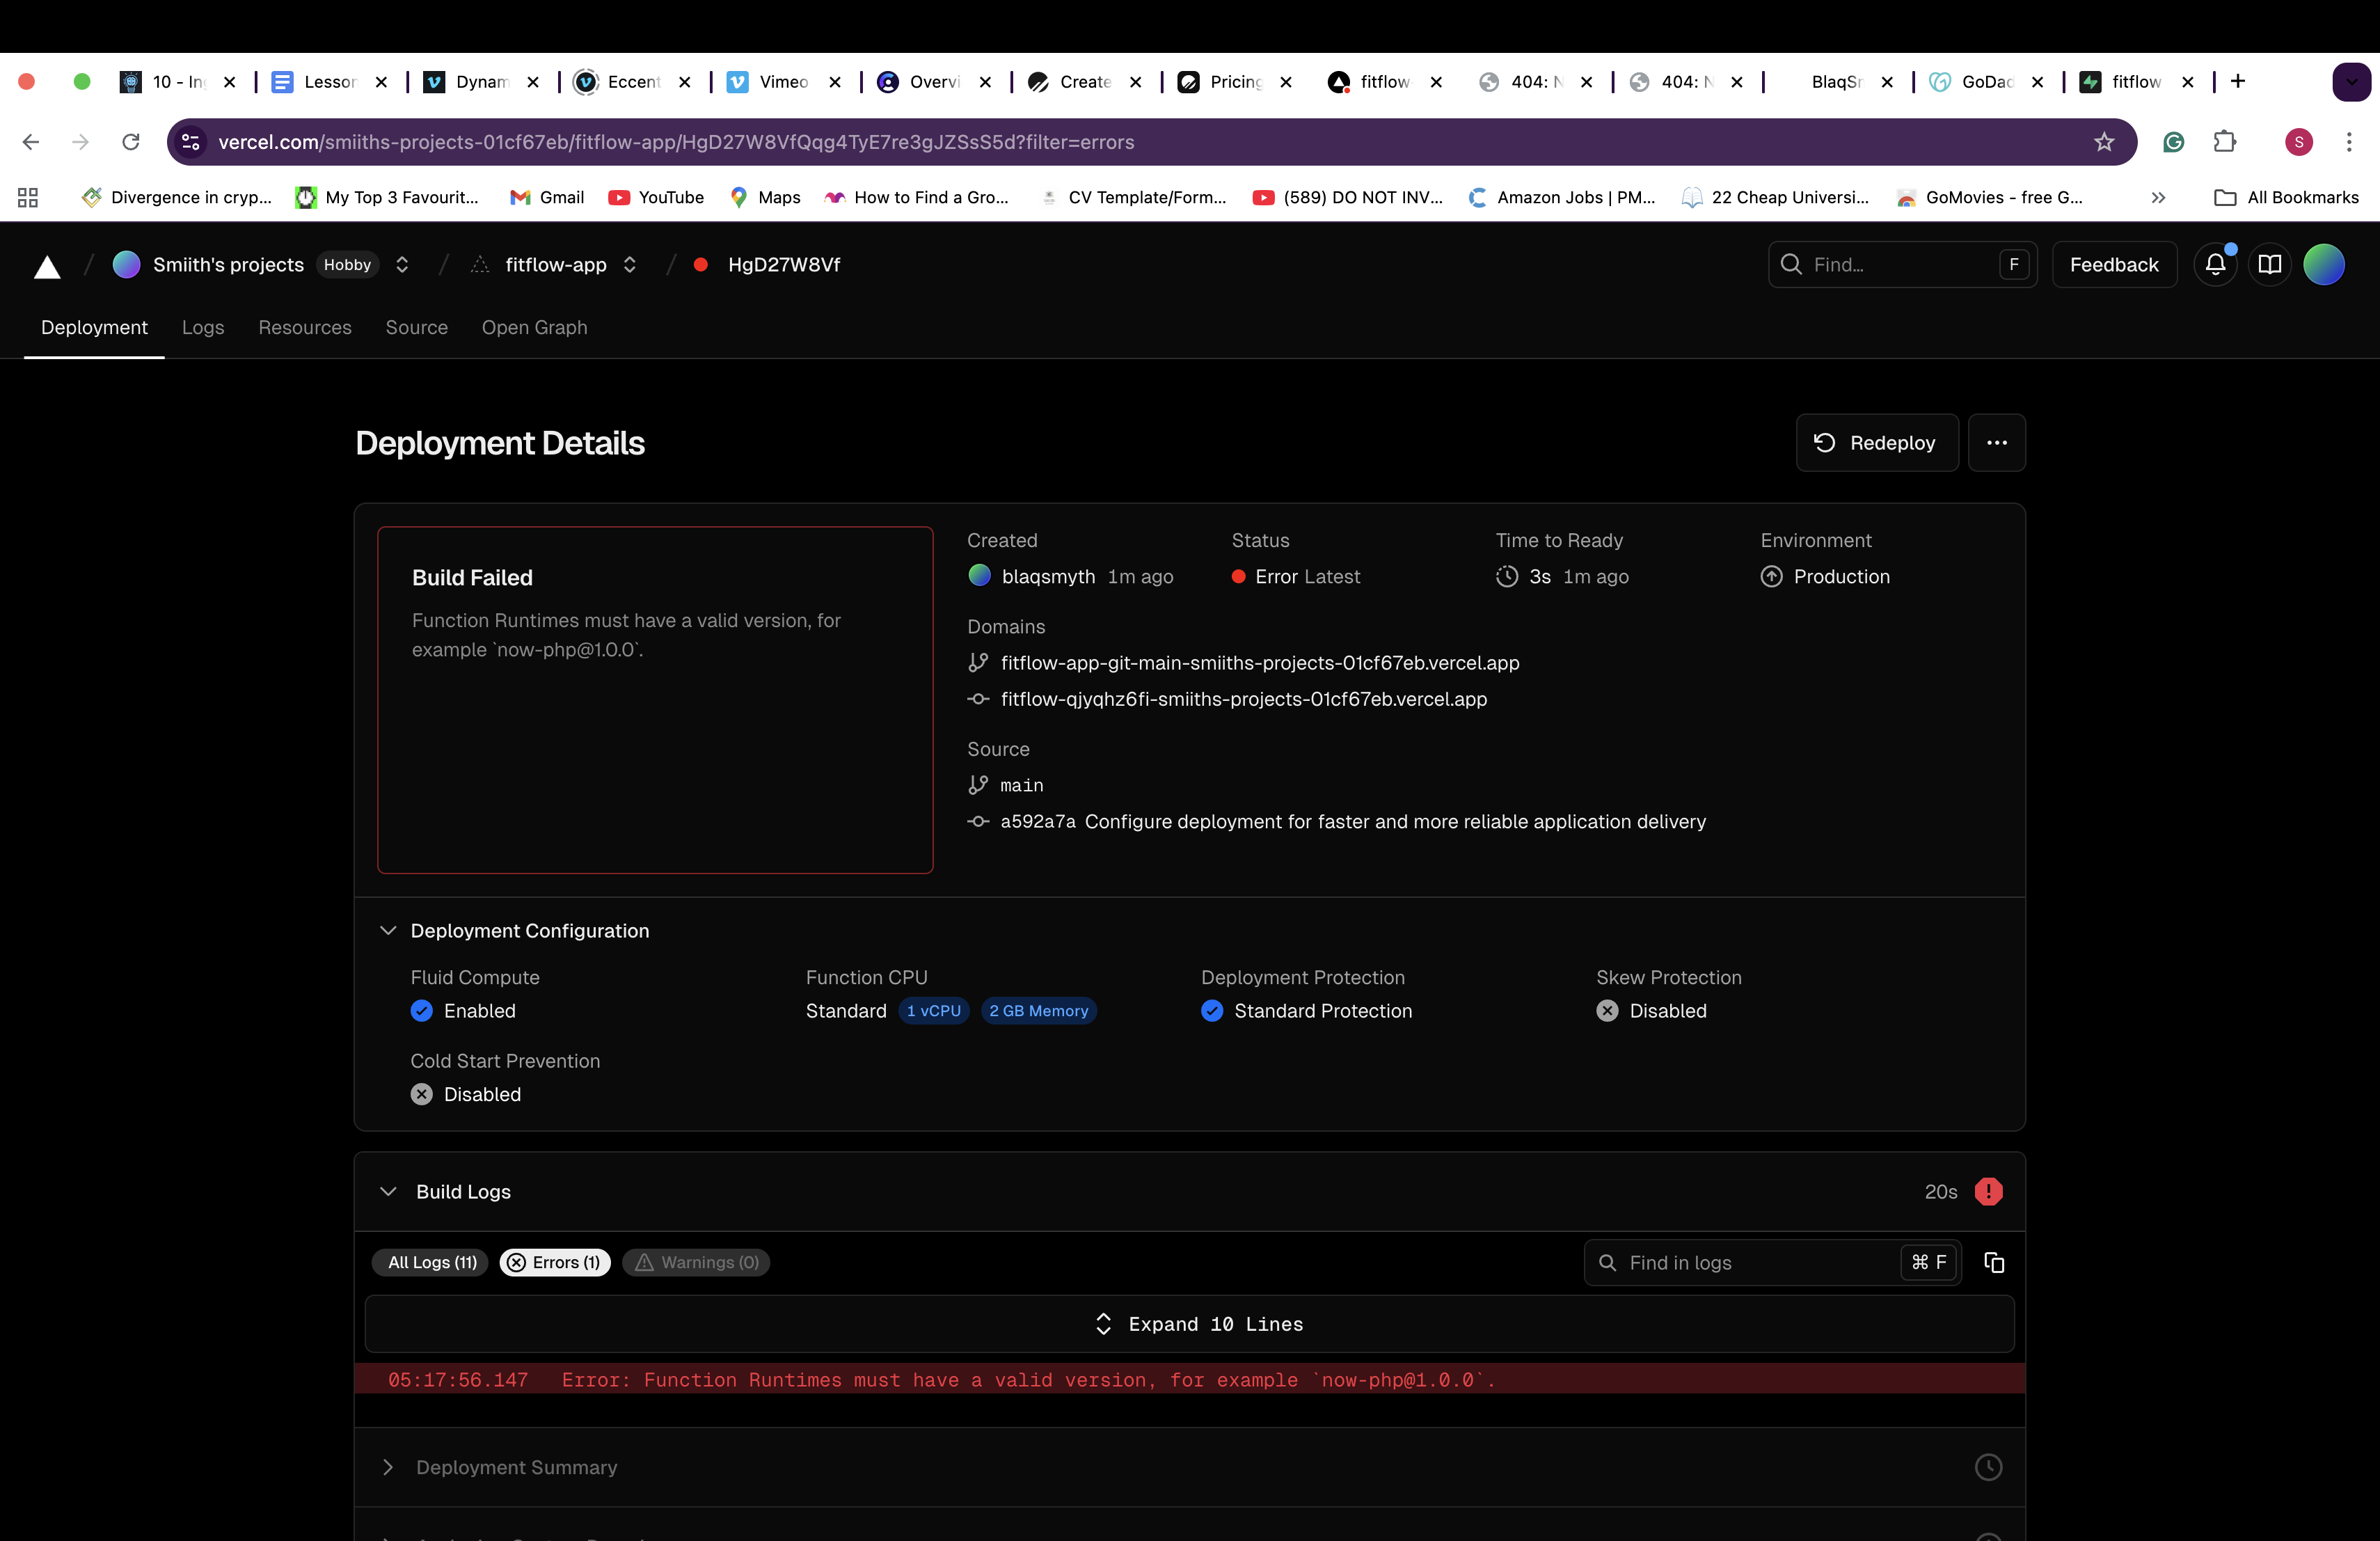 10 - In
Lesson
Dynam
Eccent
Vimeo
Overvi
Create
Pricing
fitflow
404: N
404: N
BlaqSm
GoDad
fitflow
vercel.com/smiiths-projects-01cf67eb/fitflow-app/HgD27W8VfQqg4TyE7re3gJZSsS5d?filter=errors
S
Divergence in cryp...
My Top 3 Favourit...
Gmail
YouTube
Maps
How to Find a Gro...
CV Template/Form...
(589) DO NOT INV...
Amazon Jobs | PM...
22 Cheap Universi...
GoMovies - free G...
All Bookmarks
Smiith's projects Hobby / fitflow-app / HgD27W8Vf
Find... F
Feedback
Deployment Logs Resources Source Open Graph
Deployment Details
Redeploy
Build Failed
Function Runtimes must have a valid version, for
example `now-php@1.0.0`.
Created Status Time to Ready Environment
blaqsmyth 1m ago Error Latest 3s 1m ago Production
Domains
fitflow-app-git-main-smiiths-projects-01cf67eb.vercel.app
fitflow-qjyqhz6fi-smiiths-projects-01cf67eb.vercel.app
Source
main
a592a7a Configure deployment for faster and more reliable application delivery
Deployment Configuration
Fluid Compute Function CPU Deployment Protection Skew Protection
Enabled Standard 1 vCPU 2 GB Memory Standard Protection Disabled
Cold Start Prevention
Disabled
Build Logs 20s
All Logs (11) Errors (1) Warnings (0) Find in logs ⌘ F
Expand 10 Lines
05:17:56.147 Error: Function Runtimes must have a valid version, for example `now-php@1.0.0`.
Deployment Summary